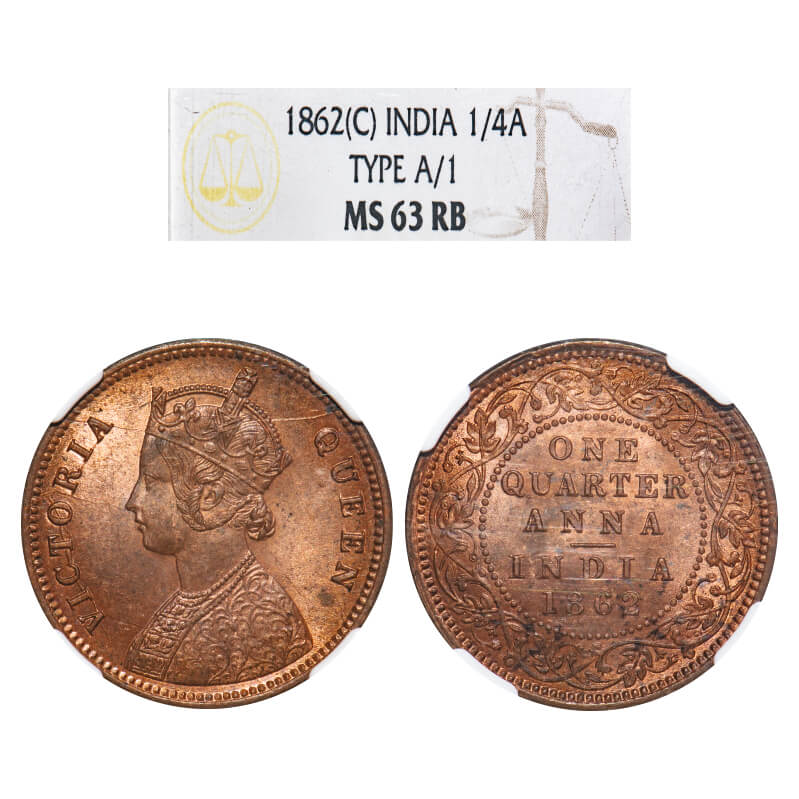 1862(C) INDIA 1/4A
TYPE A/1
MS 63 RB
VICTORIA QUEEN
ONE
QUARTER
ANNA
INDIA
1862